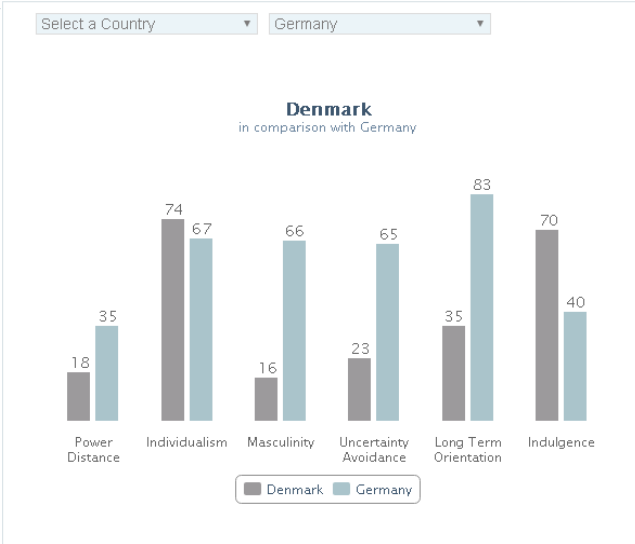 Select a Country ▼ Germany ▼
Denmark
in comparison with Germany
18 35 74 67 16 66 23 65 35 83 70 40
Power Distance
Individualism
Masculinity
Uncertainty Avoidance
Long Term Orientation
Indulgence
Denmark Germany